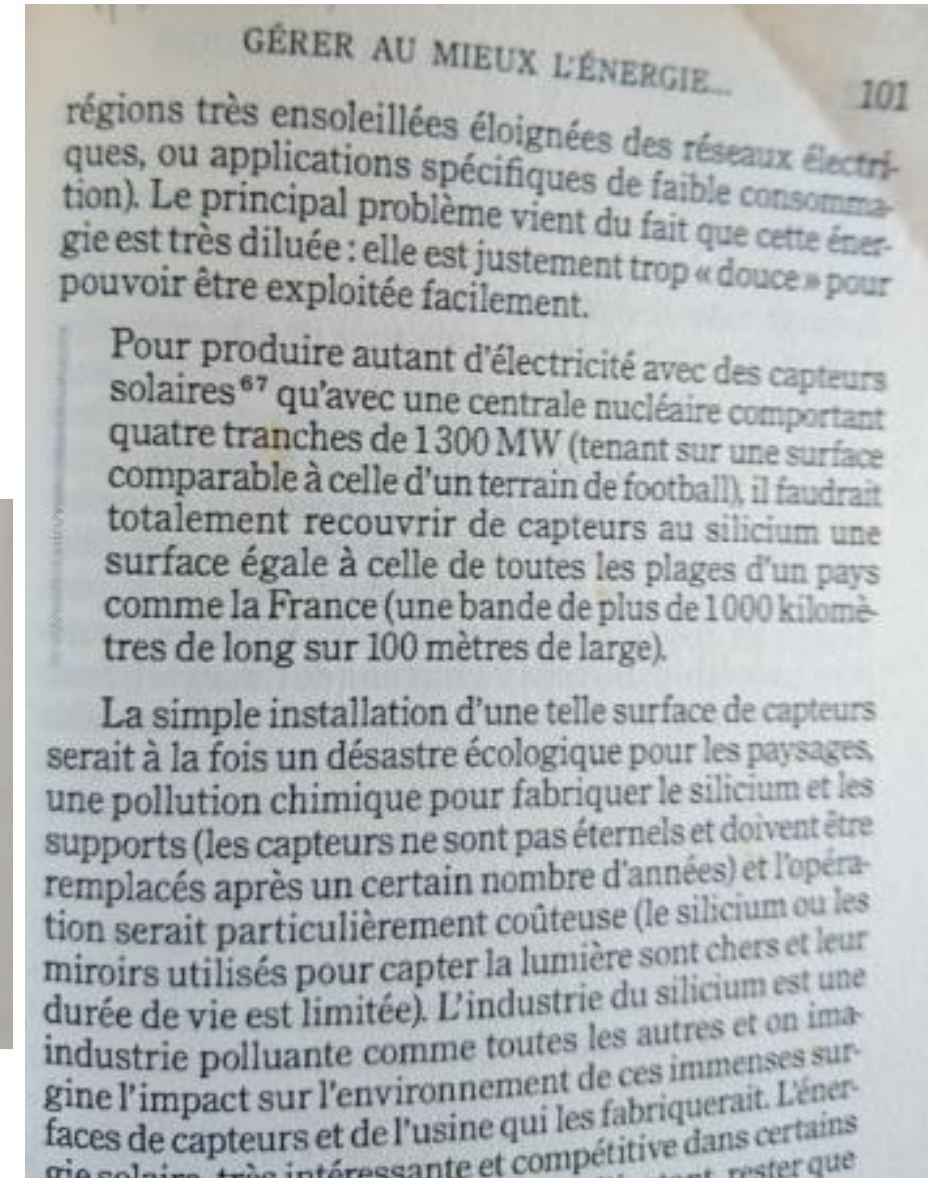 GÉRER AU MIEUX L'ÉNERGIE...
101
régions très ensoleillées éloignées des réseaux électri-
ques, ou applications spécifiques de faible consomma-
tion). Le principal problème vient du fait que cette éner-
gie est très diluée : elle est justement trop « douce » pour
pouvoir être exploitée facilement.
Pour produire autant d'électricité avec des capteurs
solaires⁶⁷ qu'avec une centrale nucléaire comportant
quatre tranches de 1 300 MW (tenant sur une surface
comparable à celle d'un terrain de football), il faudrait
totalement recouvrir de capteurs au silicium une
surface égale à celle de toutes les plages d'un pays
comme la France (une bande de plus de 1 000 kilomè-
tres de long sur 100 mètres de large).
La simple installation d'une telle surface de capteurs
serait à la fois un désastre écologique pour les paysages,
une pollution chimique pour fabriquer le silicium et les
supports (les capteurs ne sont pas éternels et doivent être
remplacés après un certain nombre d'années) et l'opéra-
tion serait particulièrement coûteuse (le silicium ou les
miroirs utilisés pour capter la lumière sont chers et leur
durée de vie est limitée). L'industrie du silicium est une
industrie polluante comme toutes les autres et on ima-
gine l'impact sur l'environnement de ces immenses sur-
faces de capteurs et de l'usine qui les fabriquerait. L'éner-
gie solaire, très intéressante et compétitive dans certains
rester que